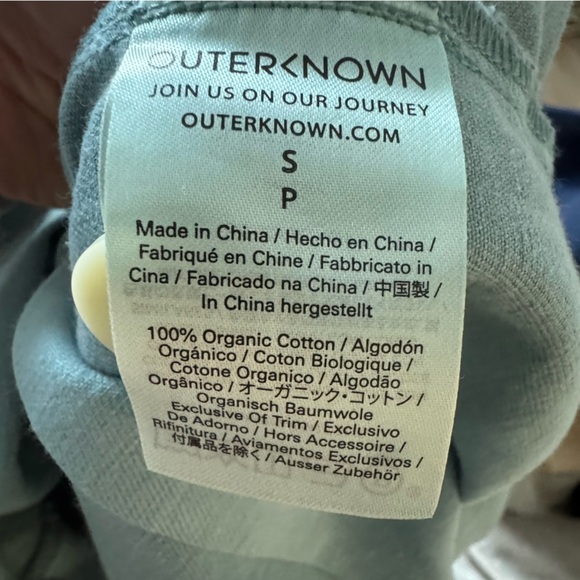 OUTERKNOWN
JOIN US ON OUR JOURNEY
OUTERKNOWN.COM
S
P
Made in China / Hecho en China /
Fabriqué en Chine / Fabbricato in
Cina / Fabricado na China / 中国製 /
In China hergestellt
100% Organic Cotton / Algodón
Orgánico / Coton Biologique /
Cotone Organico / Algodão
Orgânico / オーガニック・コットン /
Organisch Baumwole
Exclusive Of Trim / Exclusivo
De Adorno / Hors Accessoire /
Rifinitura / Aviamentos Exclusivos /
付属品を除く / Ausser Zubehör